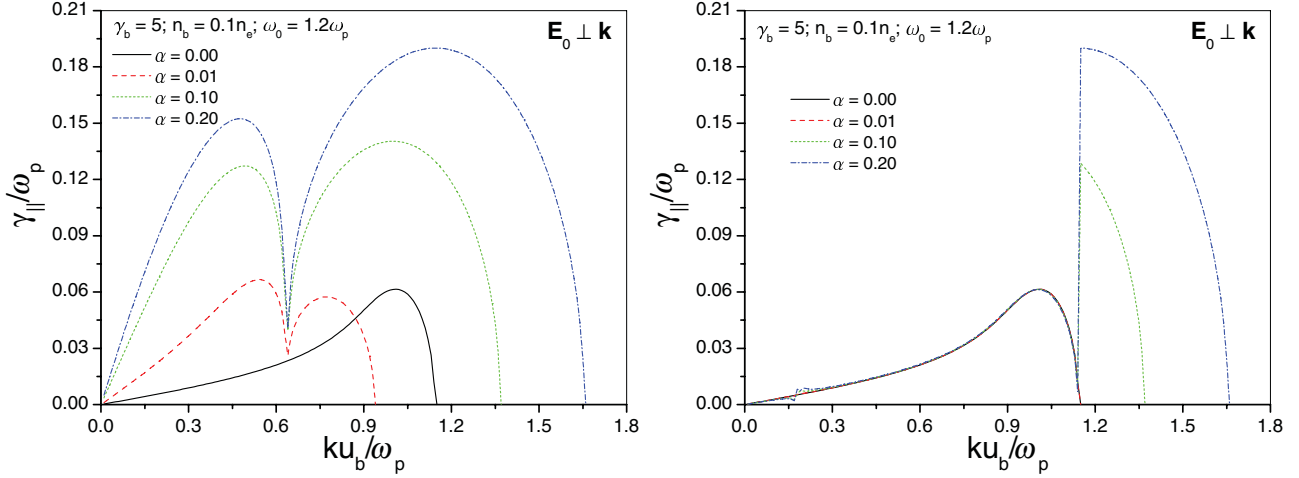 γ_b = 5; n_b = 0.1n_e; ω_0 = 1.2ω_p
E_0 ⊥ k
α = 0.00
α = 0.01
α = 0.10
α = 0.20
γ_||/ω_p
0.21
0.18
0.15
0.12
0.09
0.06
0.03
0.00
0.0 0.3 0.6 0.9 1.2 1.5 1.8
ku_b/ω_p
γ_b = 5; n_b = 0.1n_e; ω_0 = 1.2ω_p
E_0 ⊥ k
α = 0.00
α = 0.01
α = 0.10
α = 0.20
γ_||/ω_p
0.21
0.18
0.15
0.12
0.09
0.06
0.03
0.00
0.0 0.3 0.6 0.9 1.2 1.5 1.8
ku_b/ω_p